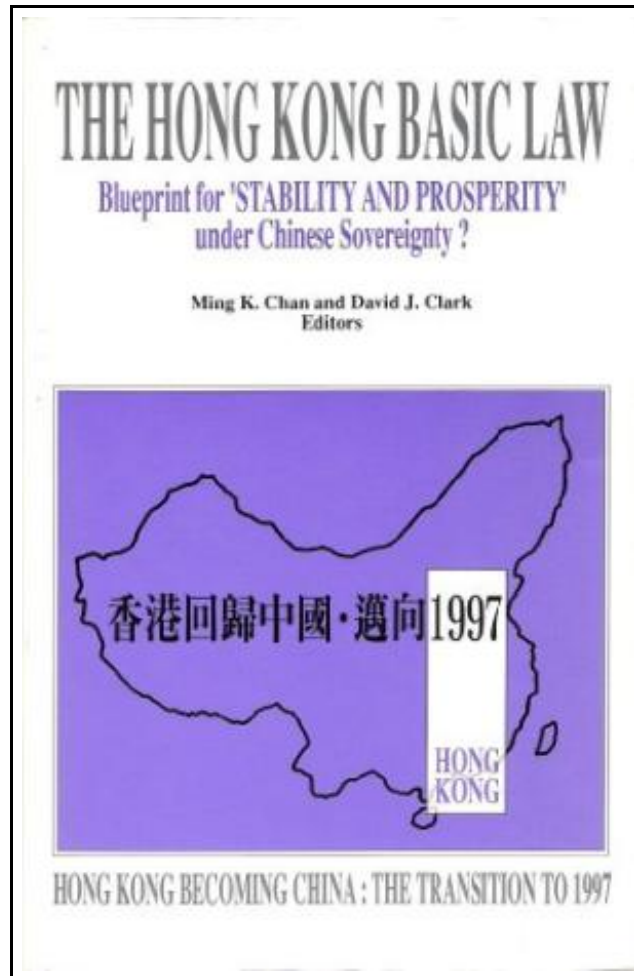 THE HONG KONG BASIC LAW
Blueprint for 'STABILITY AND PROSPERITY'
under Chinese Sovereignty ?
Ming K. Chan and David J. Clark
Editors
香港回歸中國·邁向1997
HONG
KONG
HONG KONG BECOMING CHINA : THE TRANSITION TO 1997